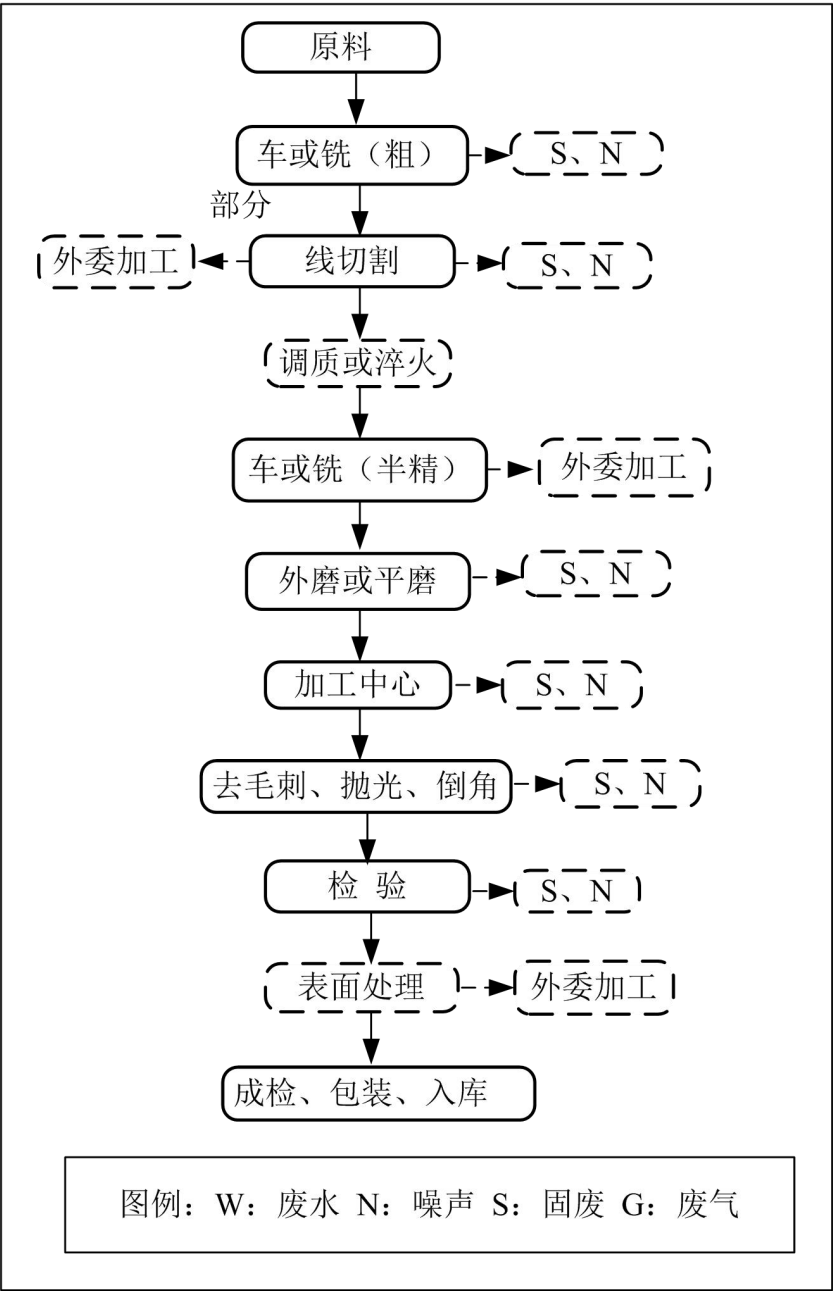 原料
车或铣（粗）
S、N
部分
外委加工
线切割
S、N
调质或淬火
车或铣（半精）
外委加工
外磨或平磨
S、N
加工中心
S、N
去毛刺、抛光、倒角
S、N
检 验
S、N
表面处理
外委加工
成检、包装、入库
图例：W：废水 N：噪声 S：固废 G：废气